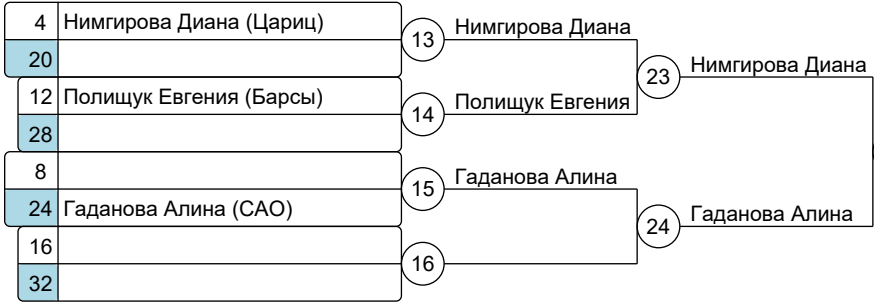 4 Нимгирова Диана (Цариц)
13 Нимгирова Диана
20
23 Нимгирова Диана
12 Полищук Евгения (Барсы)
14 Полищук Евгения
28
8
15 Гаданова Алина
24 Гаданова Алина (САО)
24 Гаданова Алина
16
16
32